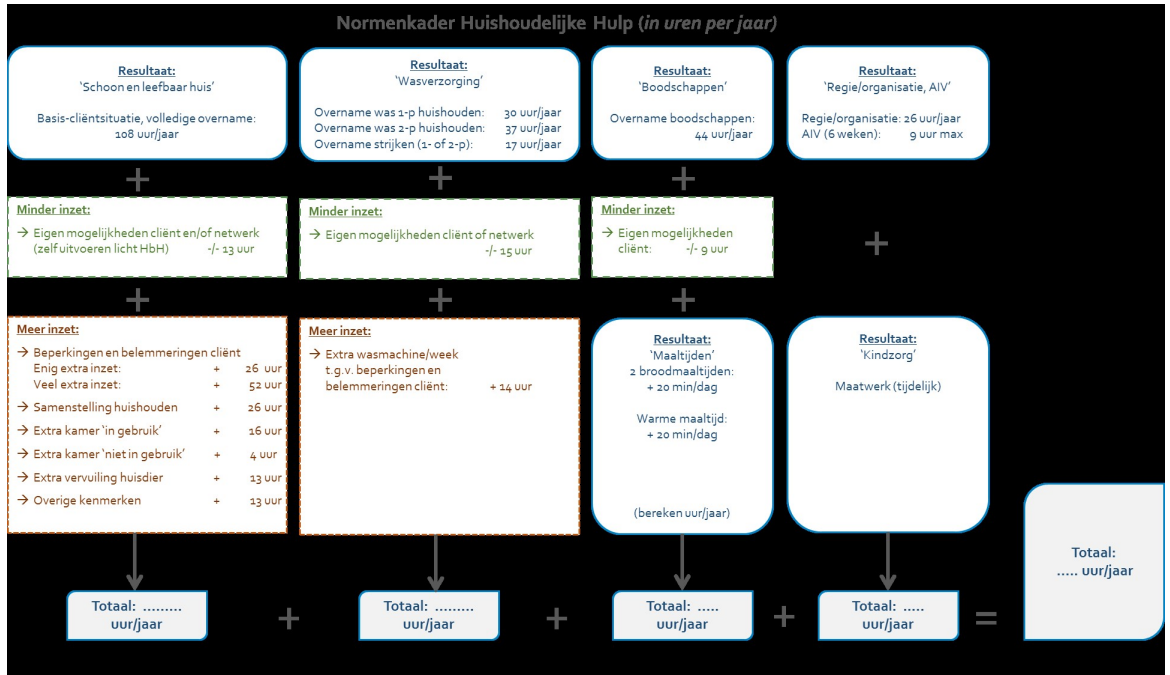 Normenkader Huishoudelijke Hulp (in uren per jaar)
Resultaat:
‘Schoon en leefbaar huis’
Basis-cliëntsituatie, volledige overname:
108 uur/jaar
Resultaat:
‘Wasverzorging’
Overname was 1-p huishouden: 30 uur/jaar
Overname was 2-p huishouden: 37 uur/jaar
Overname strijken (1- of 2-p): 17 uur/jaar
Resultaat:
‘Boodschappen’
Overname boodschappen:
44 uur/jaar
Resultaat:
‘Regie/organisatie, AIV’
Regie/organisatie: 26 uur/jaar
AIV (6 weken): 9 uur max
+ + +
Minder inzet:
→ Eigen mogelijkheden cliënt en/of netwerk
(zelf uitvoeren licht HbH) -/- 13 uur
Minder inzet:
→ Eigen mogelijkheden cliënt of netwerk
-/- 15 uur
Minder inzet:
→ Eigen mogelijkheden
cliënt: -/- 9 uur
+
+ + +
Meer inzet:
→ Beperkingen en belemmeringen cliënt
Enig extra inzet: + 26 uur
Veel extra inzet: + 52 uur
→ Samenstelling huishouden + 26 uur
→ Extra kamer ‘in gebruik’ + 16 uur
→ Extra kamer ‘niet in gebruik’ + 4 uur
→ Extra vervuiling huisdier + 13 uur
→ Overige kenmerken + 13 uur
Meer inzet:
→ Extra wasmachine/week
t.g.v. beperkingen en
belemmeringen cliënt: + 14 uur
Resultaat:
‘Maaltijden’
2 broodmaaltijden:
+ 20 min/dag
Warme maaltijd:
+ 20 min/dag
(bereken uur/jaar)
Resultaat:
‘Kindzorg’
Maatwerk (tijdelijk)
Totaal: .........
uur/jaar
+
Totaal: .........
uur/jaar
+
Totaal: .....
uur/jaar
+
Totaal: .....
uur/jaar
=
Totaal:
..... uur/jaar